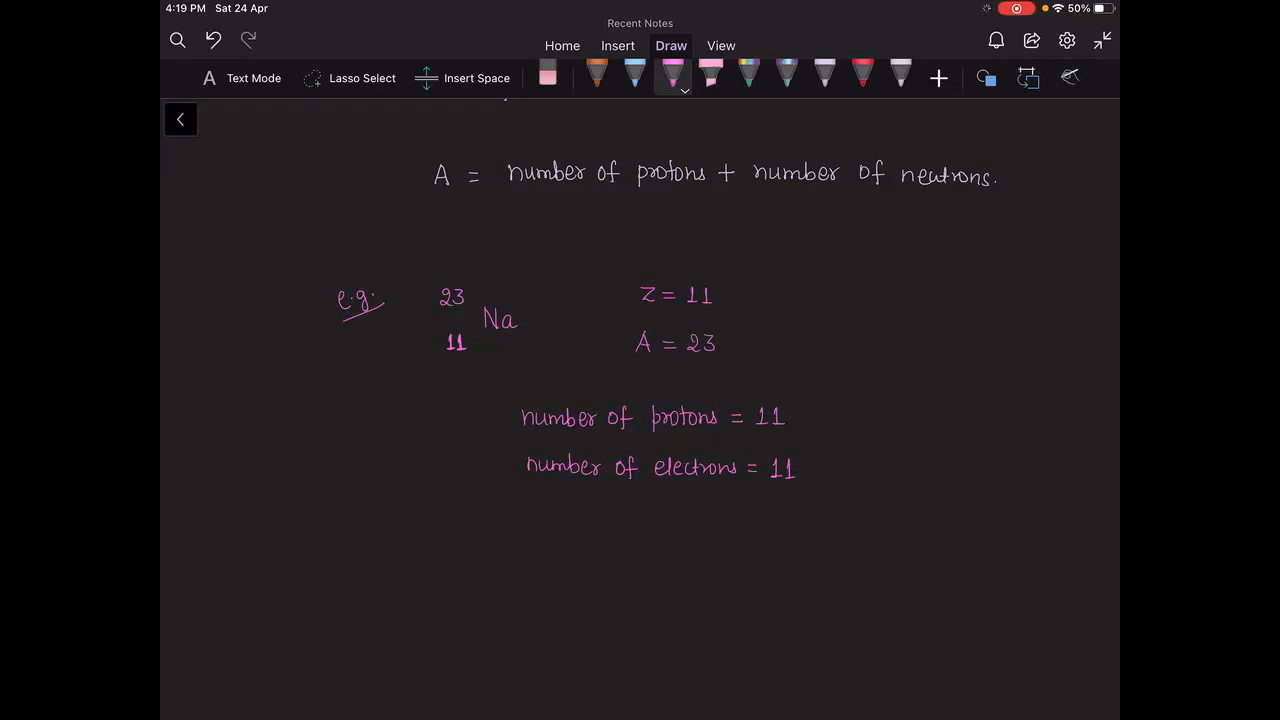 4:19 PM Sat 24 Apr 50%
Recent Notes
Home Insert Draw View
Text Mode Lasso Select Insert Space
A = number of protons + number of neutrons.
e.g. 23 Z = 11
Na
11 A = 23
number of protons = 11
number of electrons = 11